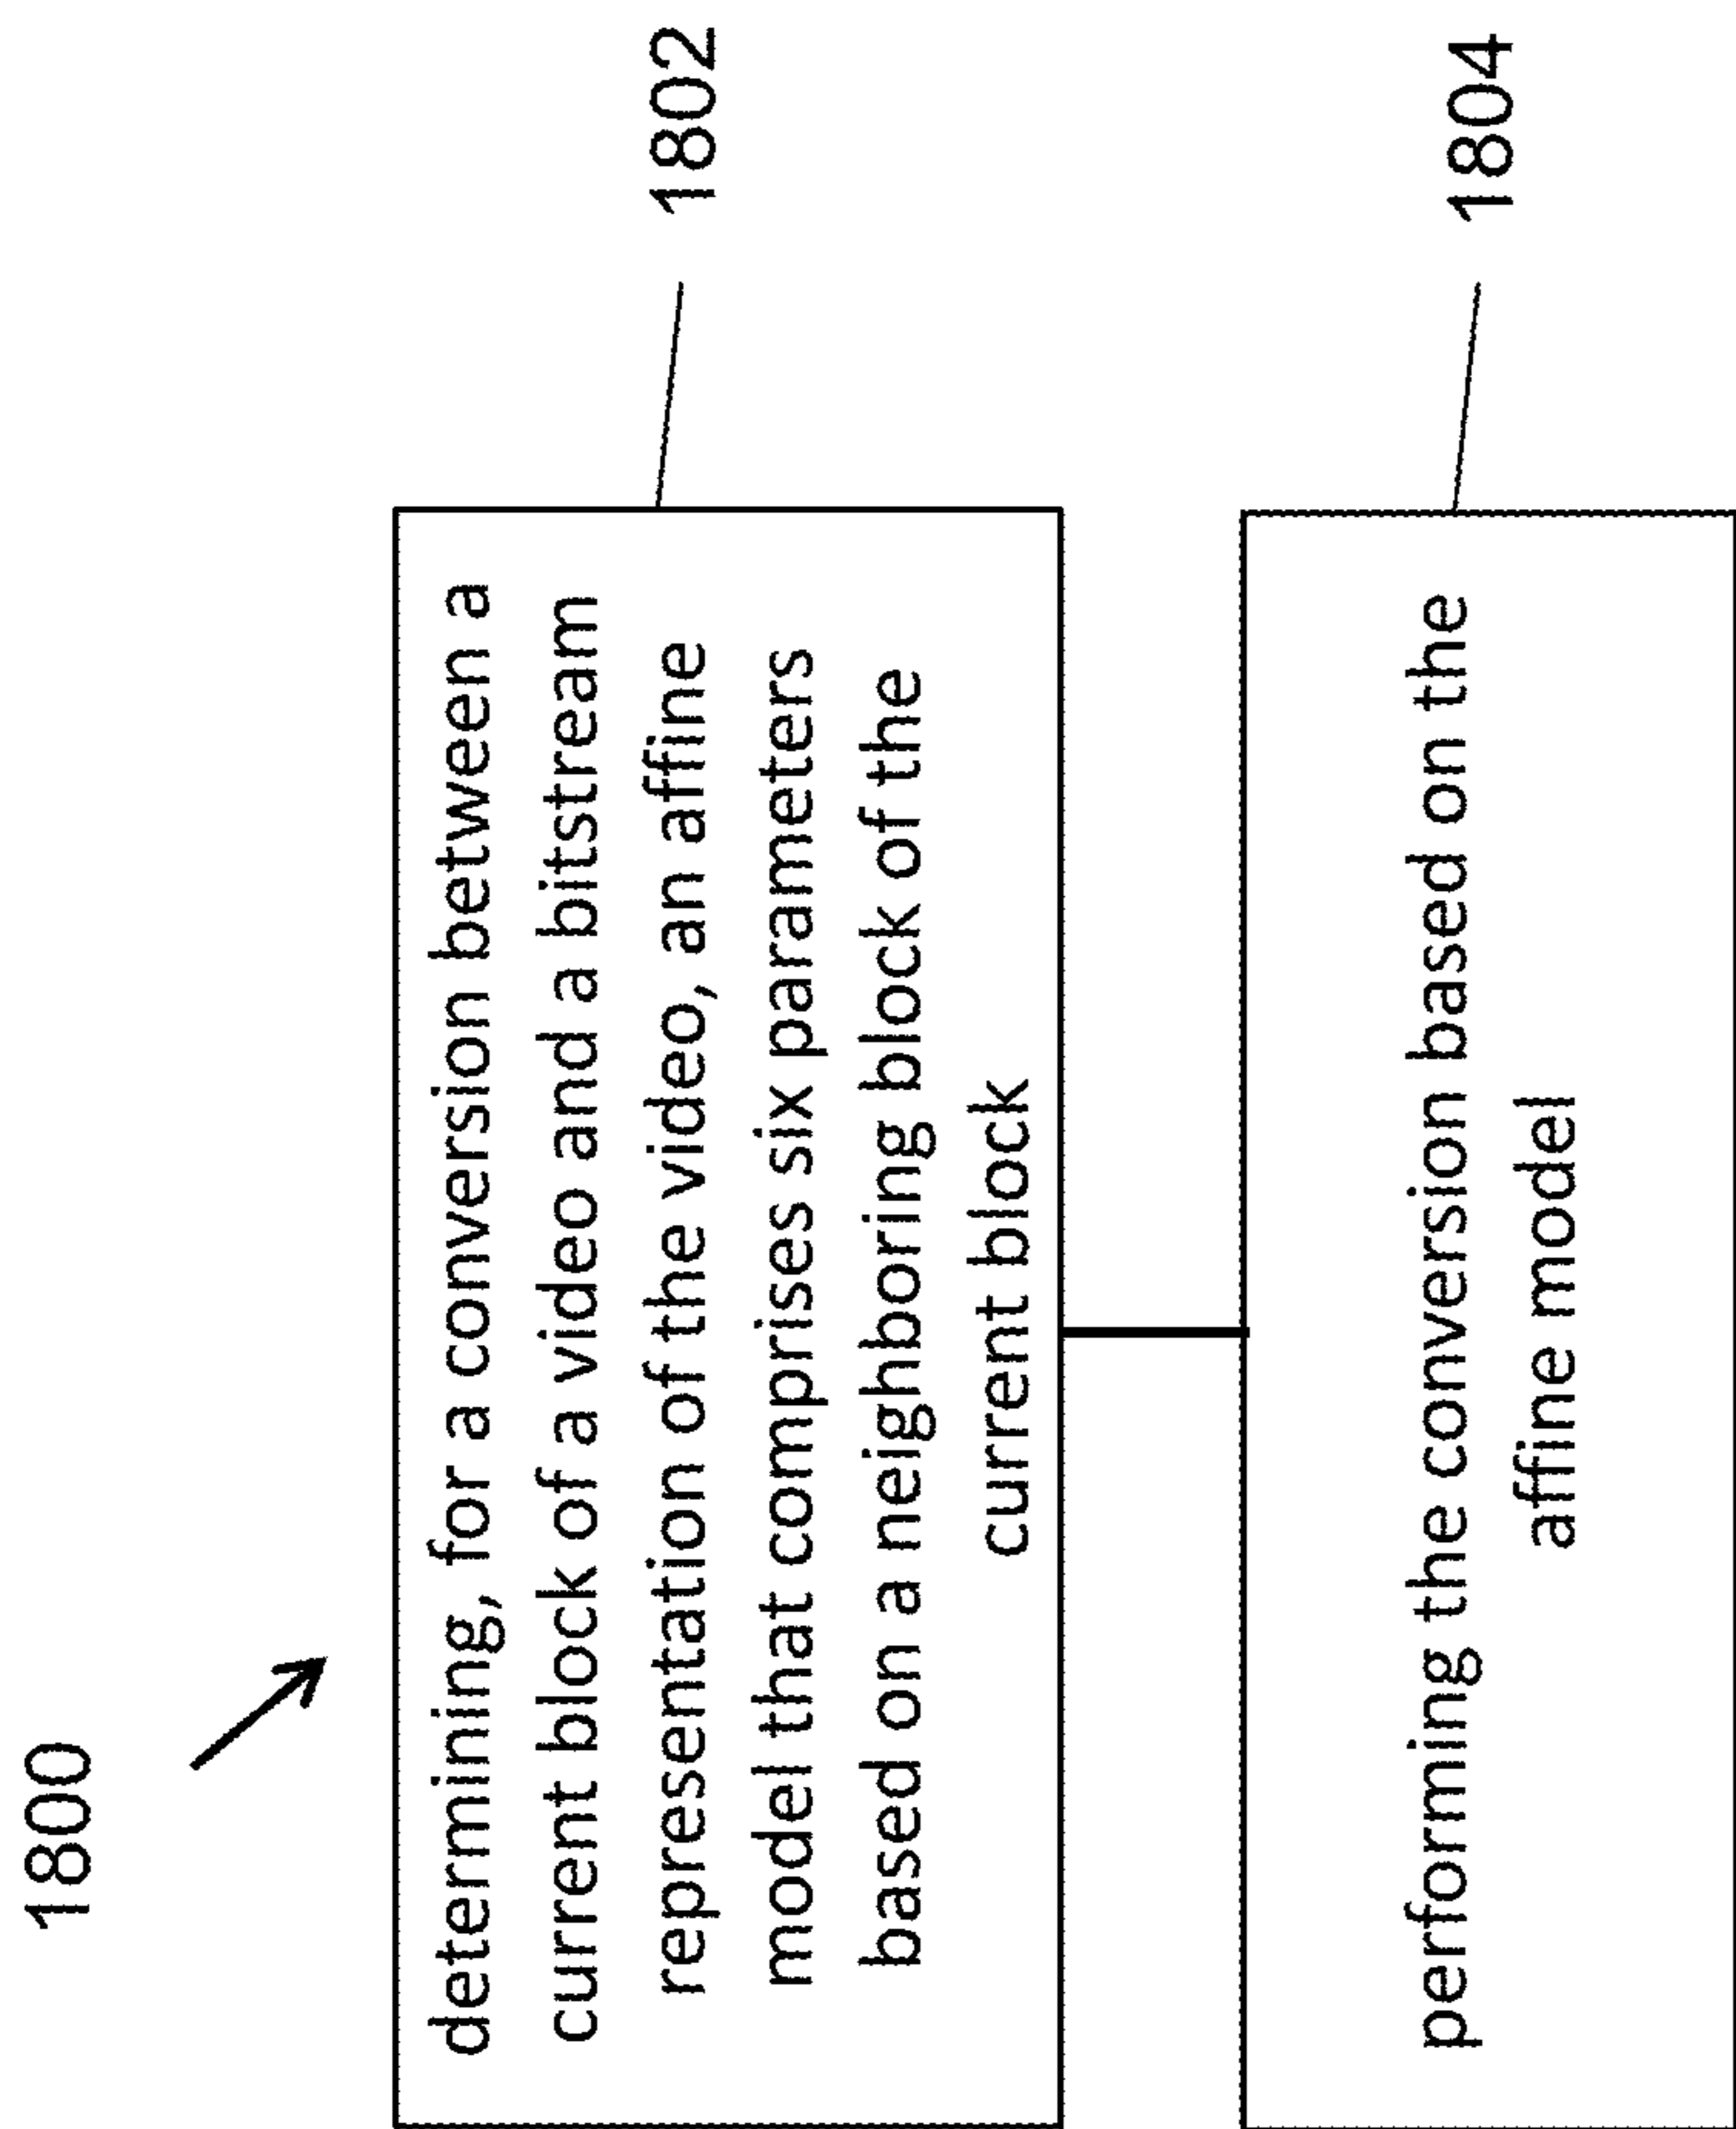 1800
determining, for a conversion between a
current block of a video and a bitstream
representation of the video, an affine
model that comprises six parameters
based on a neighboring block of the
current block
1802
performing the conversion based on the
affine model
1804